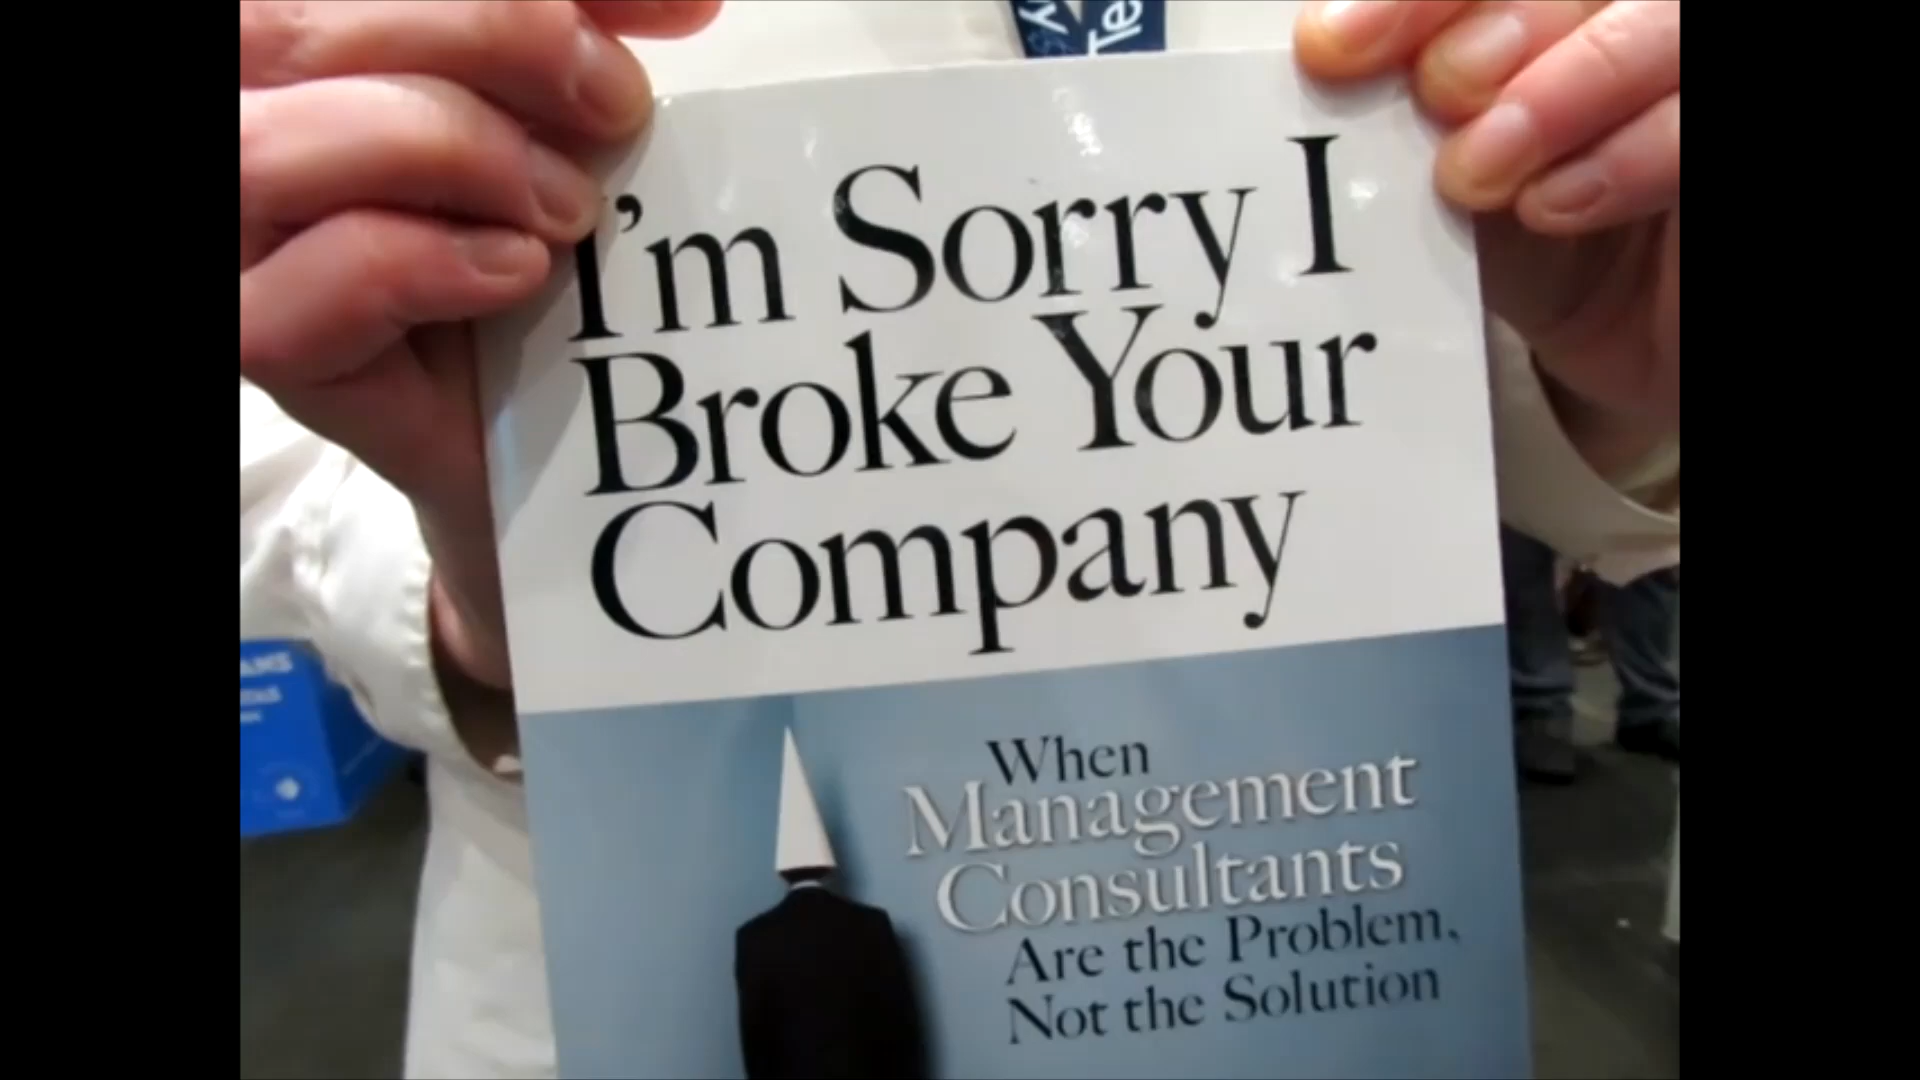 I'm Sorry I
Broke Your
Company
When
Management
Consultants
Are the Problem,
Not the Solution